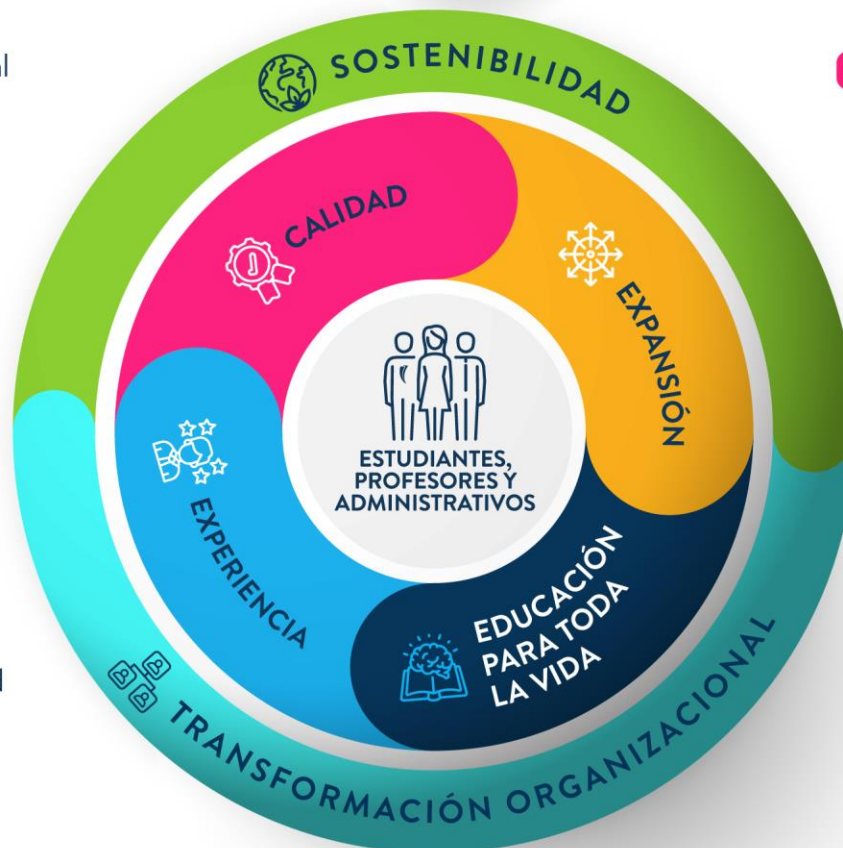 SOSTENIBILIDAD
CALIDAD
EXPANSIÓN
ESTUDIANTES,
PROFESORES Y
ADMINISTRATIVOS
EXPERIENCIA
EDUCACIÓN
PARA TODA
LA VIDA
TRANSFORMACIÓN ORGANIZACIONAL